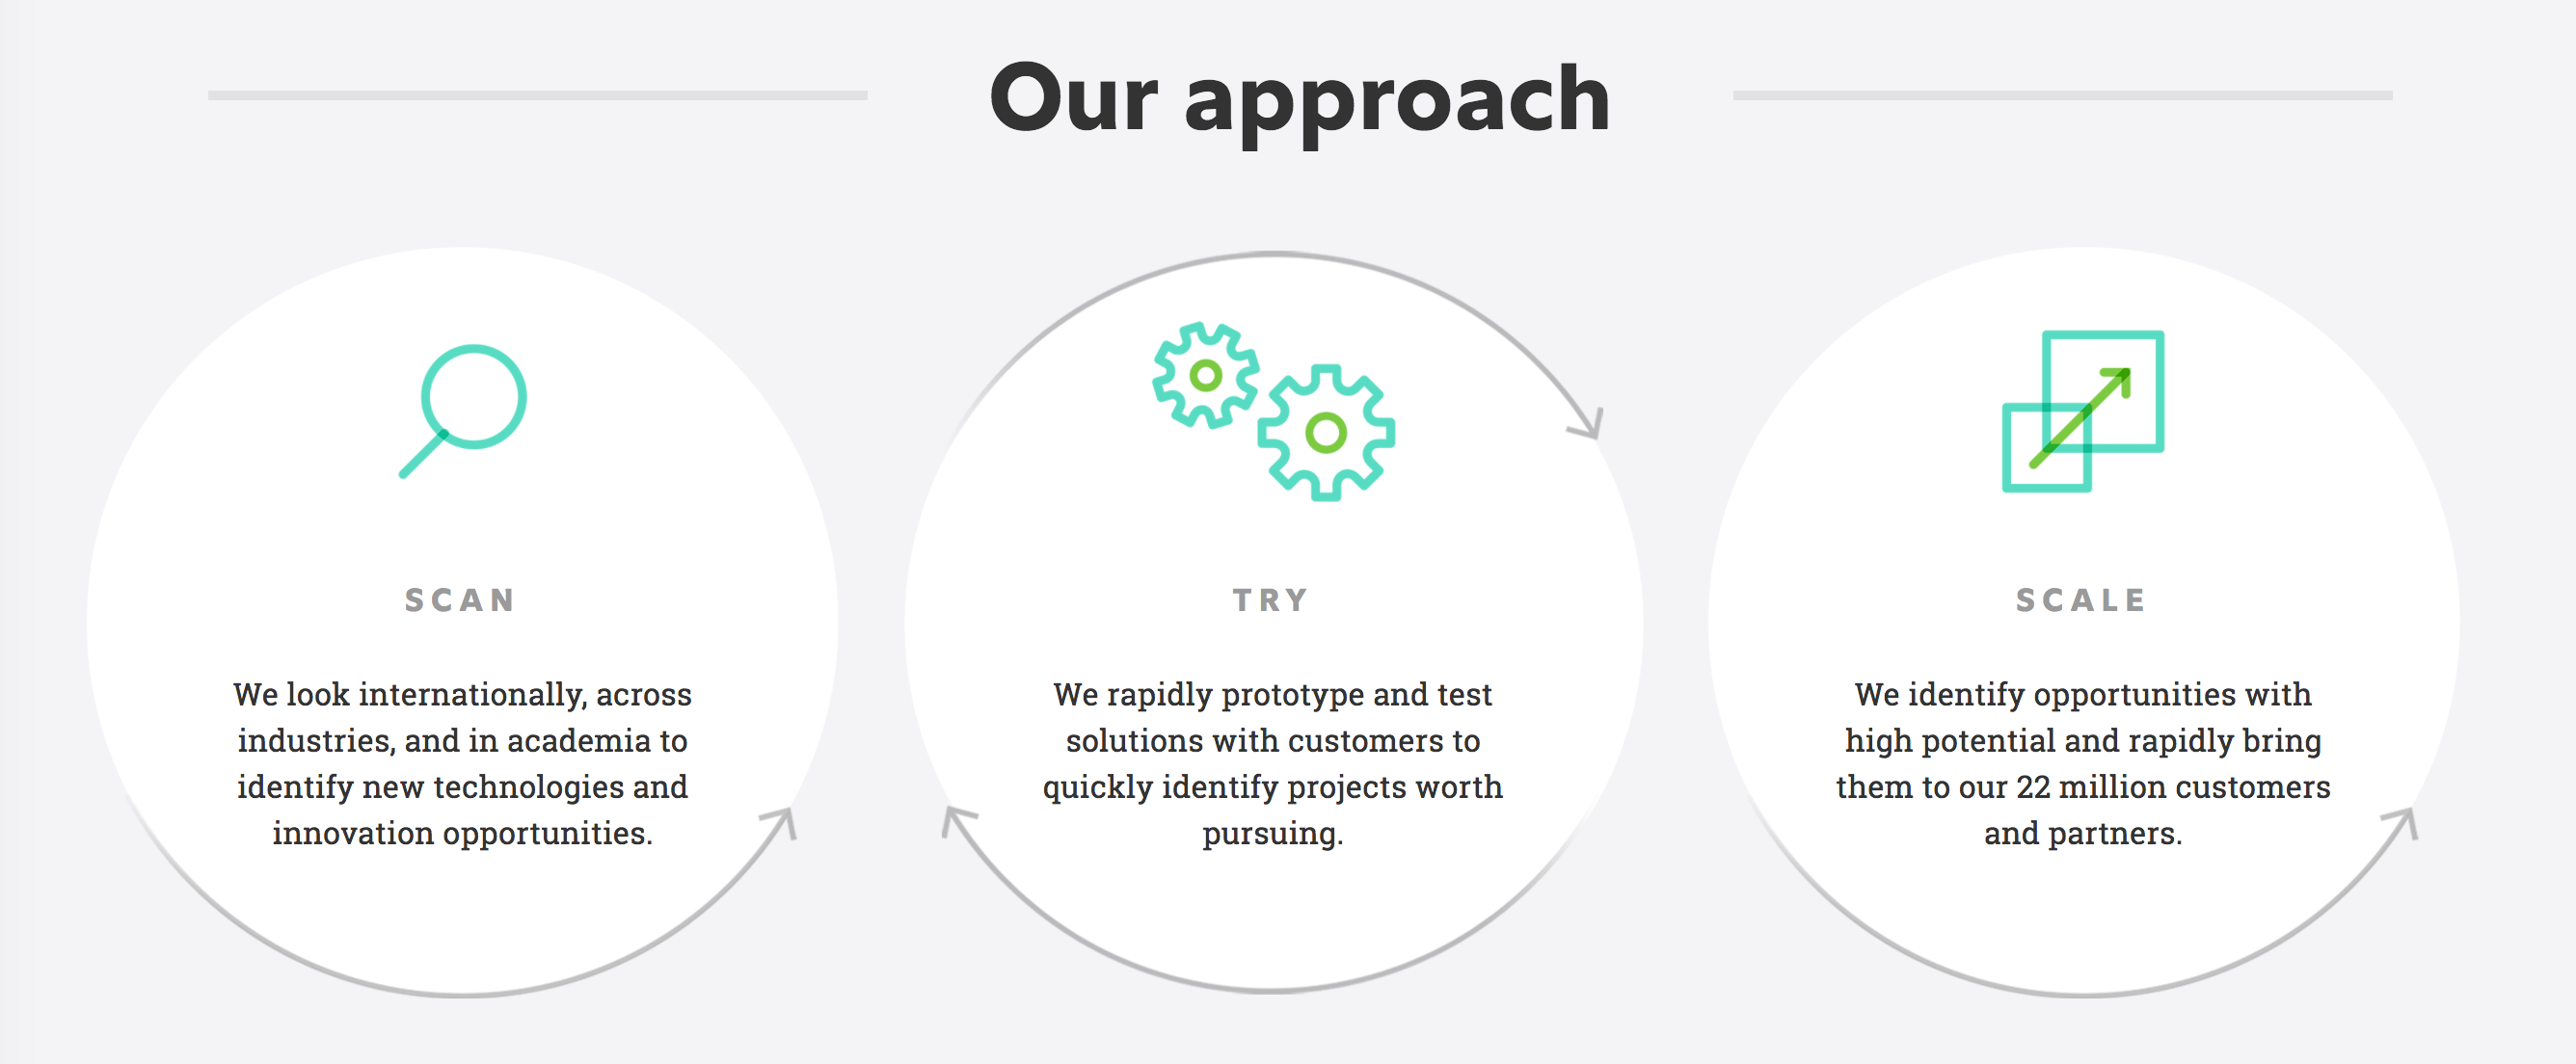 Our approach
SCAN
We look internationally, across
industries, and in academia to
identify new technologies and
innovation opportunities.
TRY
We rapidly prototype and test
solutions with customers to
quickly identify projects worth
pursuing.
SCALE
We identify opportunities with
high potential and rapidly bring
them to our 22 million customers
and partners.